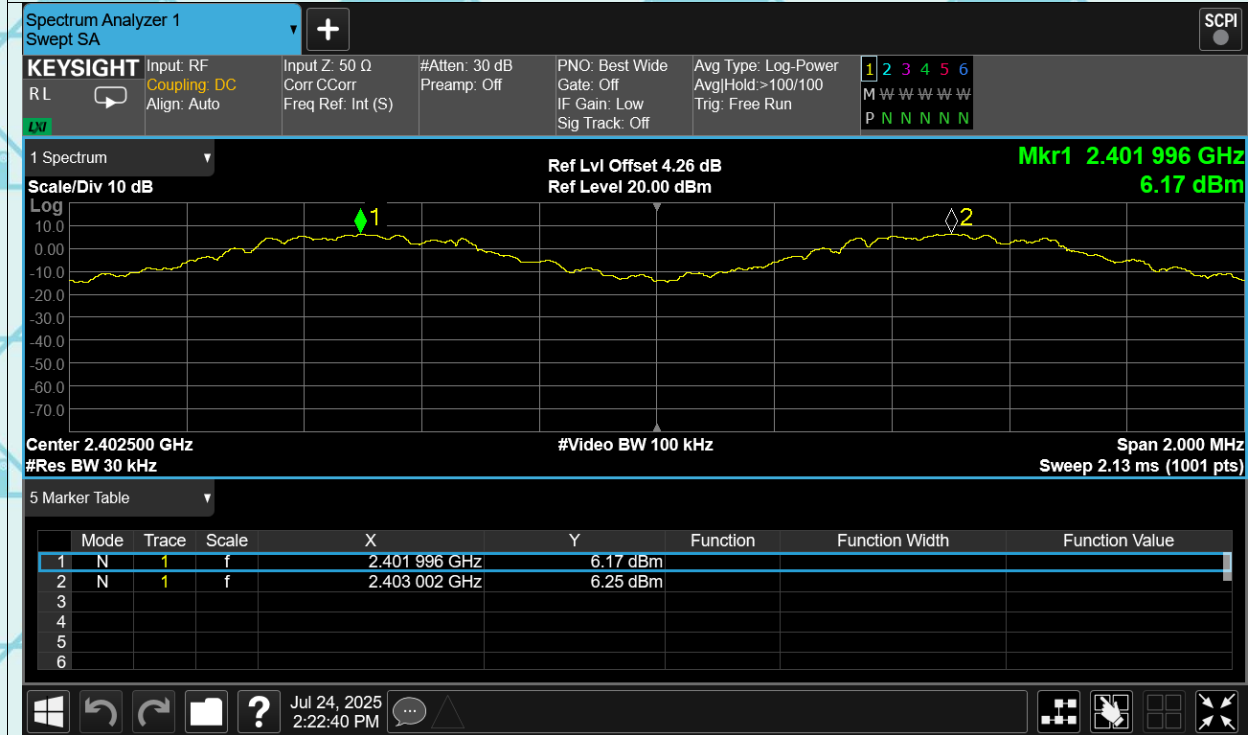 Spectrum Analyzer 1
Swept SA
SCPI
KEYSIGHT
RL
LXI
Input: RF
Coupling: DC
Align: Auto
Input Z: 50 Ω
Corr CCorr
Freq Ref: Int (S)
#Atten: 30 dB
Preamp: Off
PNO: Best Wide
Gate: Off
IF Gain: Low
Sig Track: Off
Avg Type: Log-Power
Avg|Hold:>100/100
Trig: Free Run
1 2 3 4 5 6
M W W W W W
P N N N N N
1 Spectrum
Scale/Div 10 dB
Ref Lvl Offset 4.26 dB
Ref Level 20.00 dBm
Mkr1 2.401 996 GHz
6.17 dBm
Log
10.0
0.00
-10.0
-20.0
-30.0
-40.0
-50.0
-60.0
-70.0
1
2
Center 2.402500 GHz
#Video BW 100 kHz
Span 2.000 MHz
#Res BW 30 kHz
Sweep 2.13 ms (1001 pts)
5 Marker Table
Mode Trace Scale X Y Function Function Width Function Value
1 N 1 f 2.401 996 GHz 6.17 dBm
2 N 1 f 2.403 002 GHz 6.25 dBm
3
4
5
6
?
Jul 24, 2025
2:22:40 PM